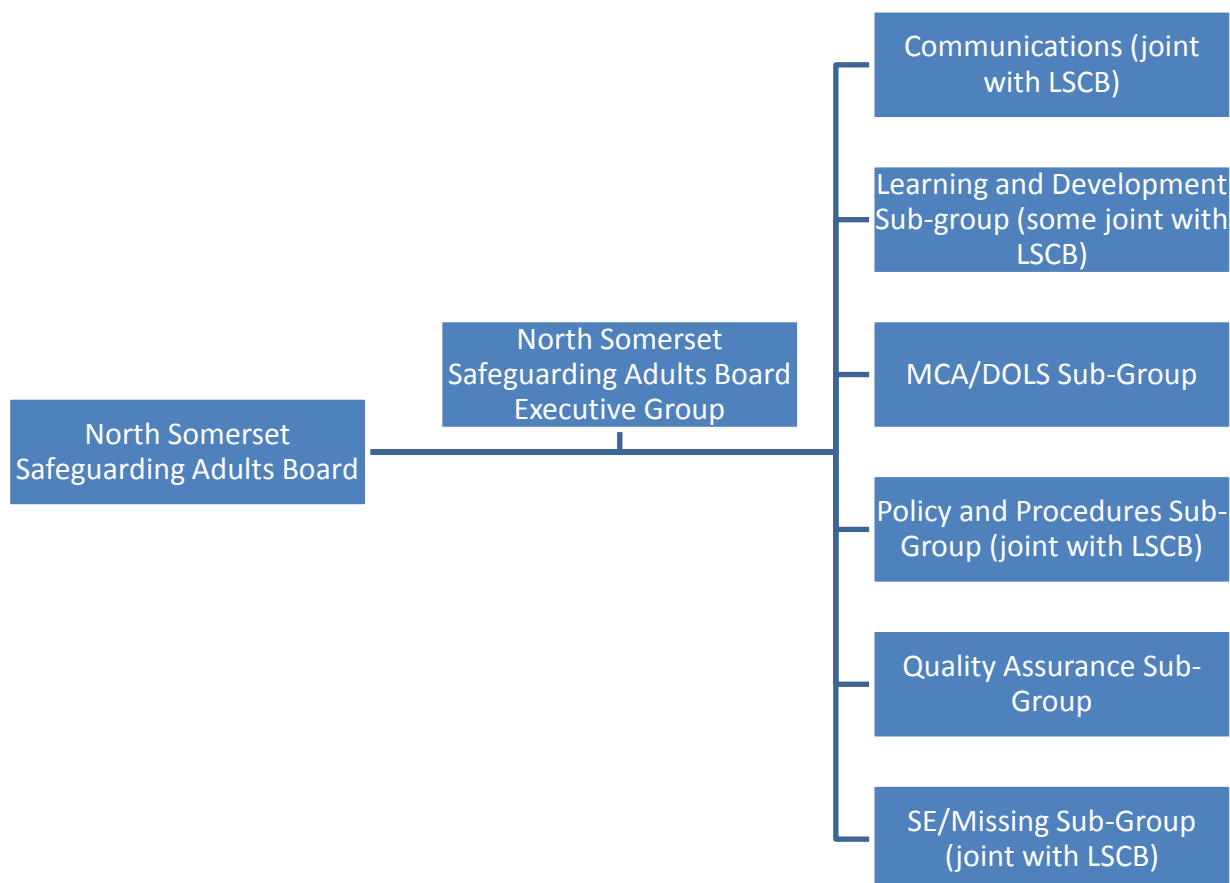 North Somerset
Safeguarding Adults Board
North Somerset
Safeguarding Adults Board
Executive Group
Communications (joint
with LSCB)
Learning and Development
Sub-group (some joint with
LSCB)
MCA/DOLS Sub-Group
Policy and Procedures Sub-
Group (joint with LSCB)
Quality Assurance Sub-
Group
SE/Missing Sub-Group
(joint with LSCB)